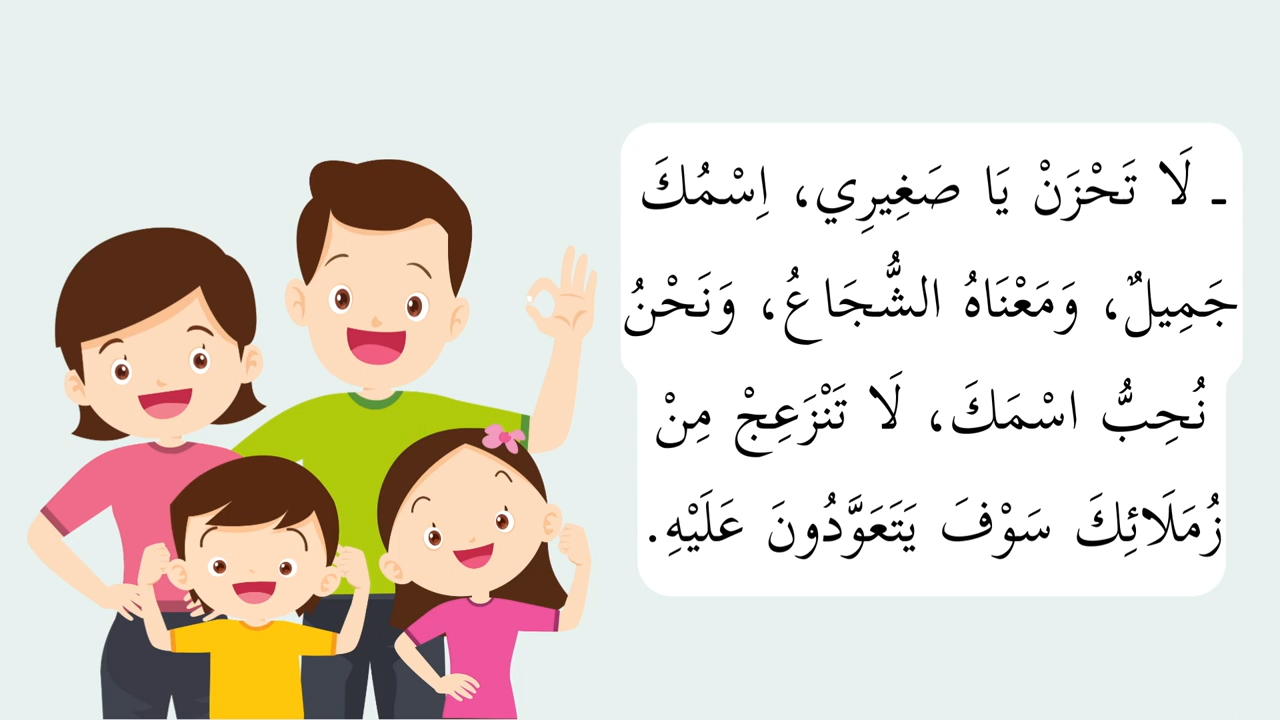 ـ لَا تَحْزَنْ يَا صَغِيرِي، اِسْمُكَ
جَمِيلٌ، وَمَعْنَاهُ الشُّجَاعُ، وَنَحْنُ
نُحِبُّ اسْمَكَ، لَا تَنْزَعِجْ مِنْ
زُمَلَائِكَ سَوْفَ يَتَعَوَّدُونَ عَلَيْهِ.